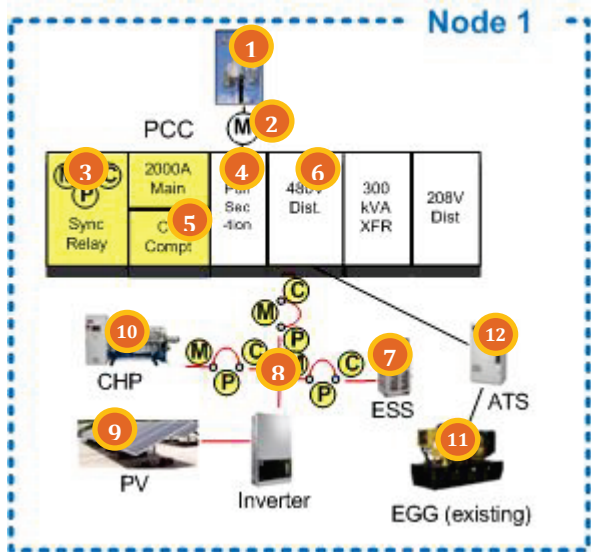 Node 1
1
PCC
M
2
3
M C
P
Sync
Relay
2000A
Main
5
Compt
4
Sec
-tion
6
480V
Dist.
300
kVA
XFR
208V
Dist
C
M
P
10
CHP
M
P
C
8
M
P
C
7
ESS
12
ATS
9
PV
Inverter
11
EGG (existing)